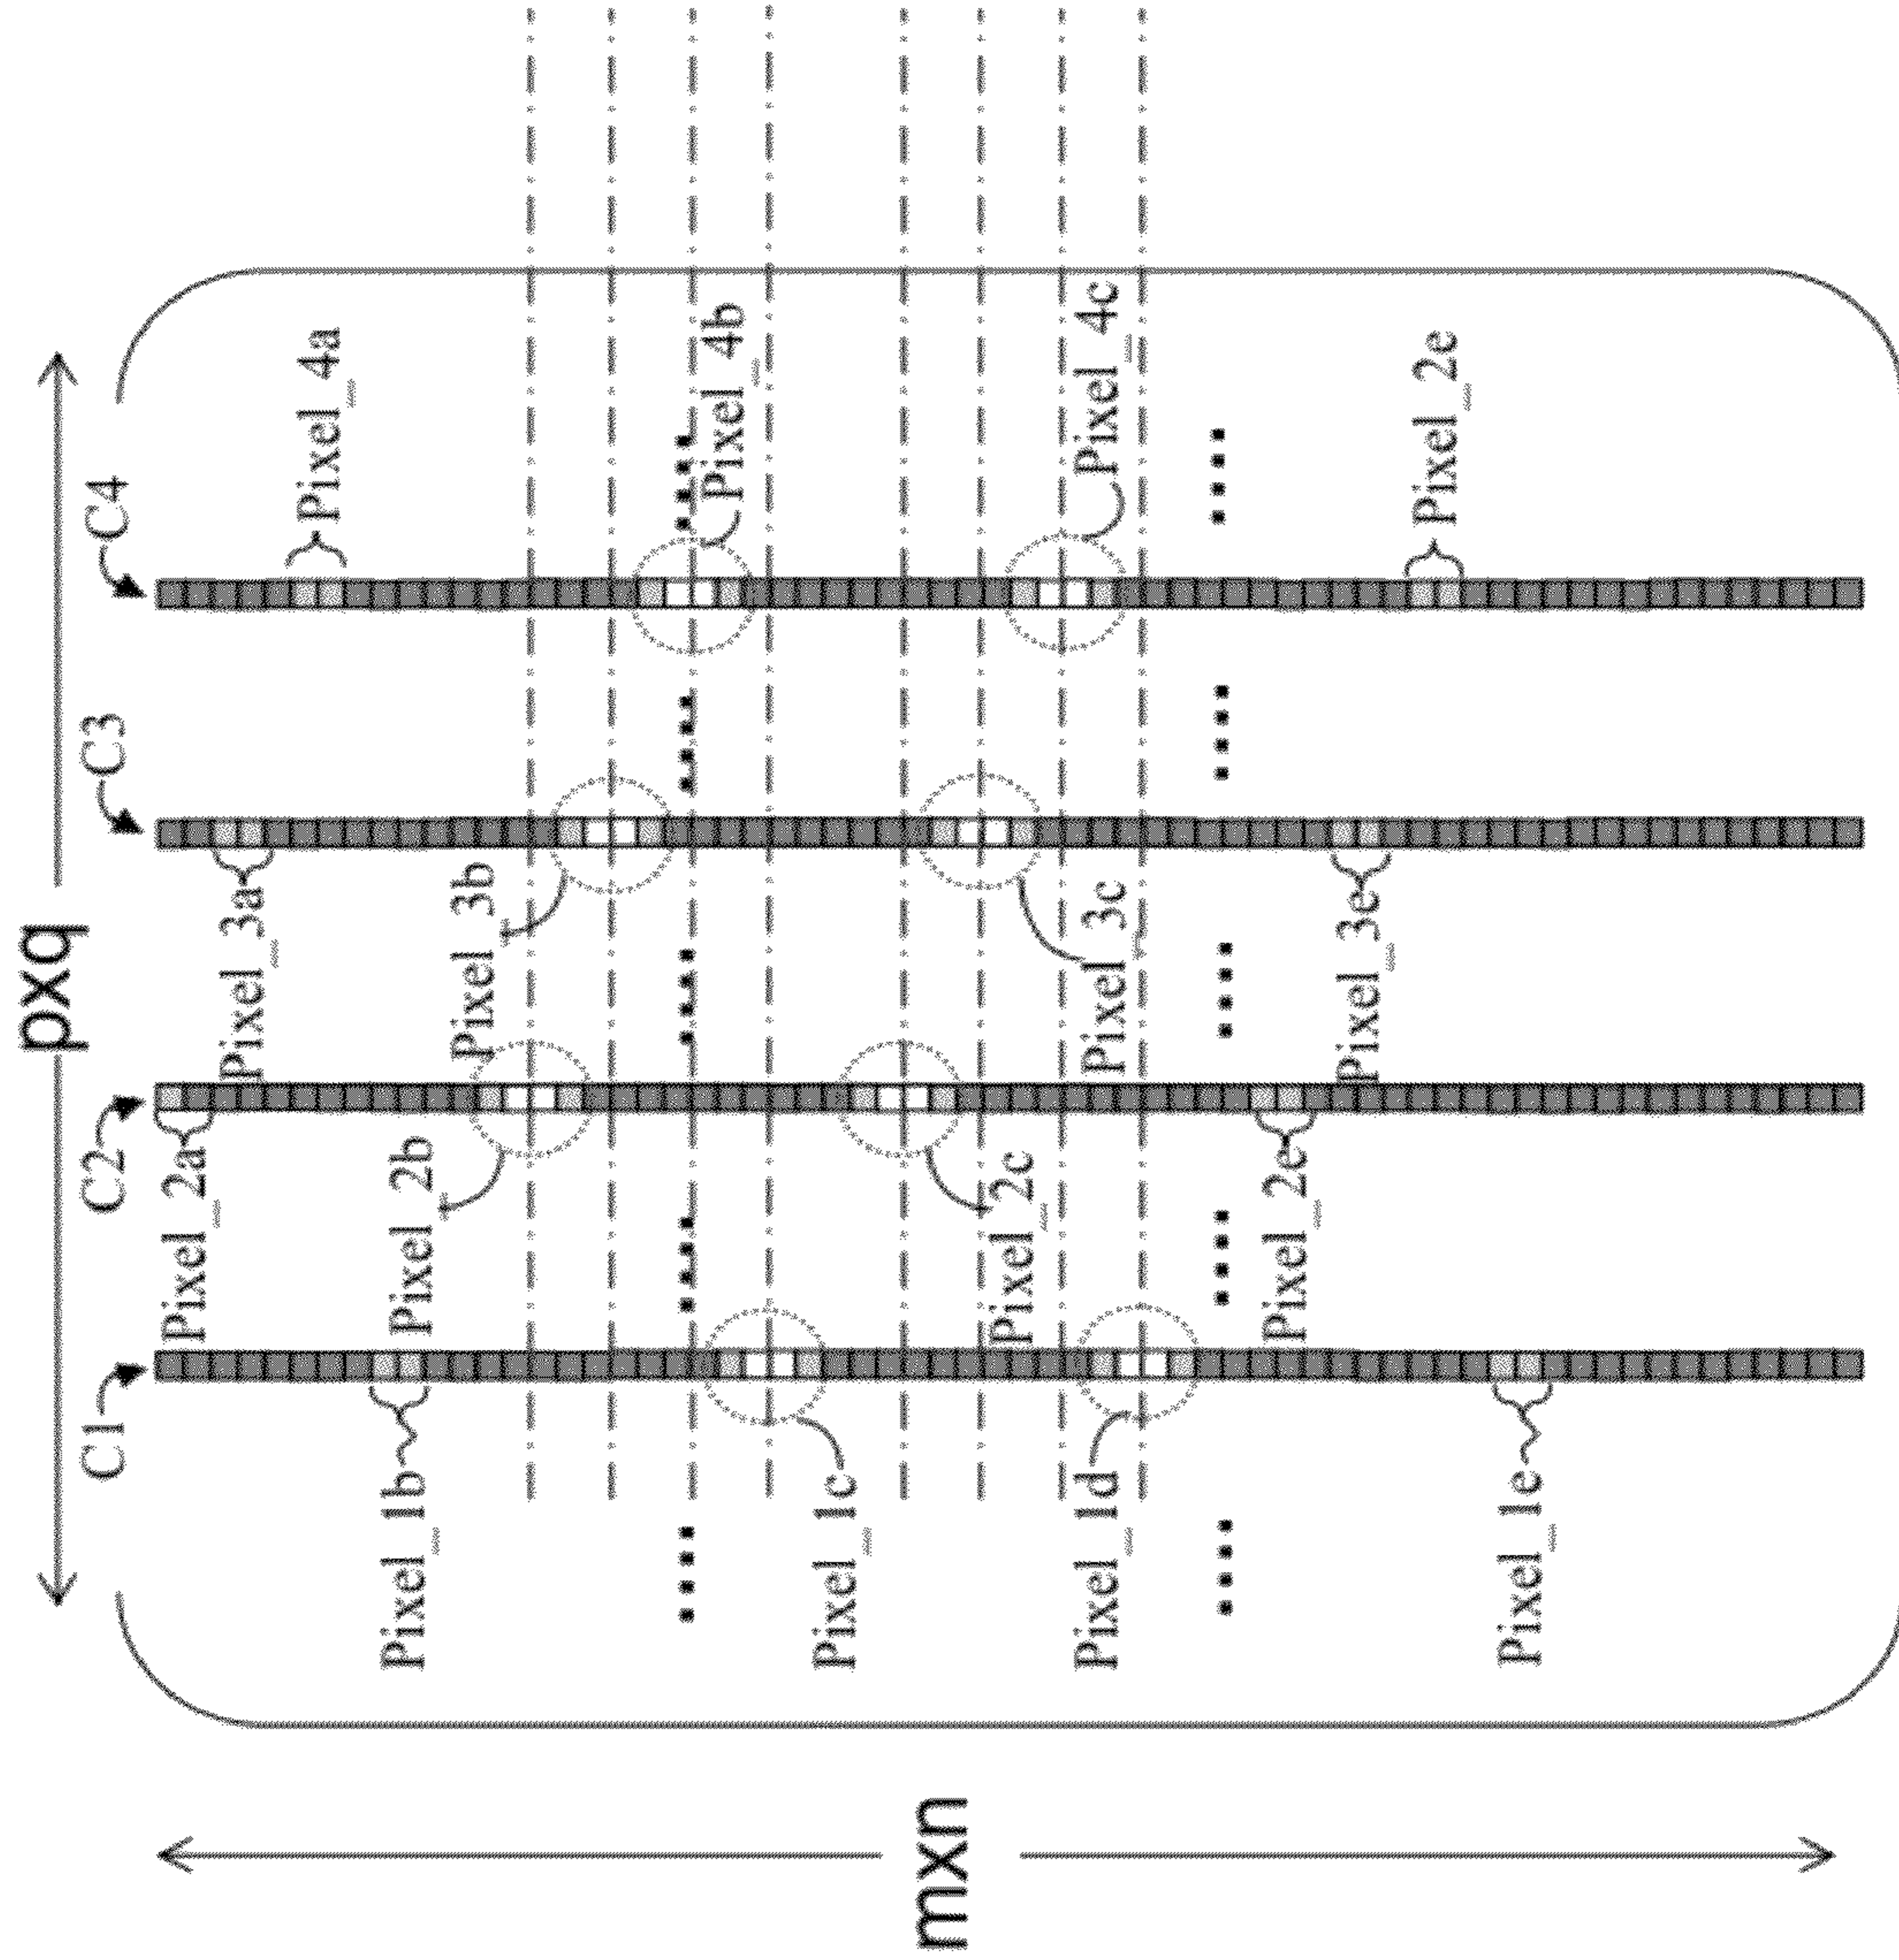 pxq
C1
C2
C3
C4
Pixel_2a
Pixel_3a
Pixel_4a
Pixel_1b
Pixel_2b
Pixel_3b
Pixel_4b
Pixel_1c
Pixel_2c
Pixel_3c
Pixel_4c
Pixel_1d
Pixel_2e
Pixel_3e
Pixel_2e
Pixel_1e
mxn